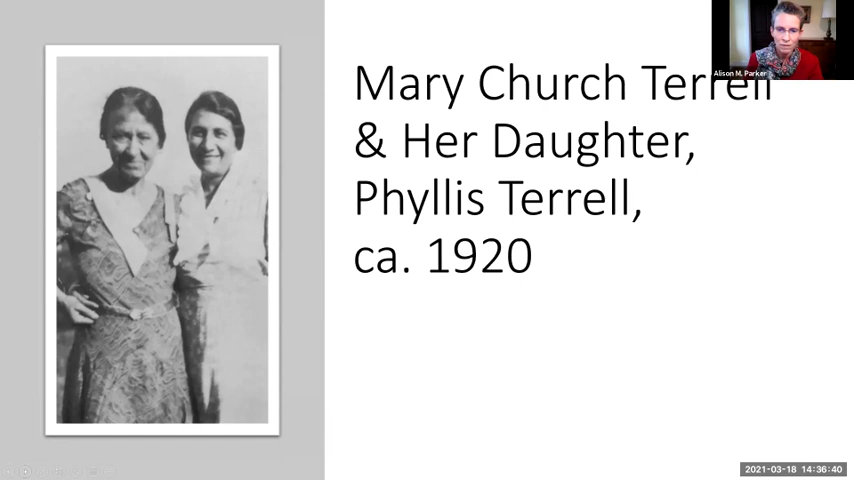 Mary Church Terrell
& Her Daughter,
Phyllis Terrell,
ca. 1920
Alison M. Parker
2021-03-18 14:36:40